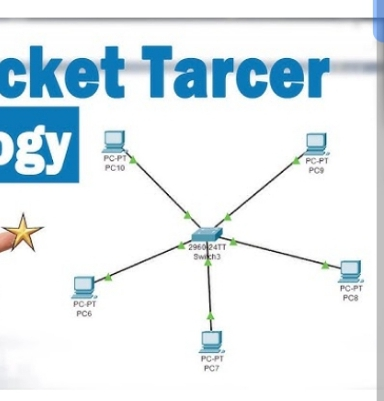 cket Tarcer
ogy
PC-PT
PC10
PC-PT
PC9
2960-24TT
Switch3
PC-PT
PC6
PC-PT
PC8
PC-PT
PC7